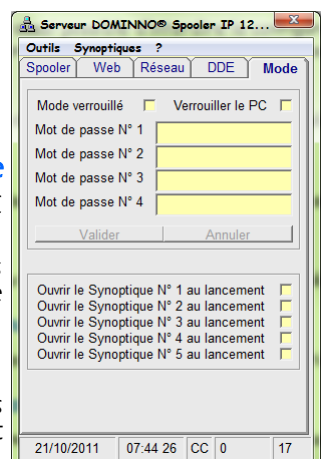 Serveur DOMINNO® Spooler IP 12...
Outils Synoptiques ?
Spooler Web Réseau DDE Mode
Mode verrouillé Verrouiller le PC
Mot de passe N° 1
Mot de passe N° 2
Mot de passe N° 3
Mot de passe N° 4
Valider Annuler
Ouvrir le Synoptique N° 1 au lancement
Ouvrir le Synoptique N° 2 au lancement
Ouvrir le Synoptique N° 3 au lancement
Ouvrir le Synoptique N° 4 au lancement
Ouvrir le Synoptique N° 5 au lancement
21/10/2011 07:44 26 CC 0 17